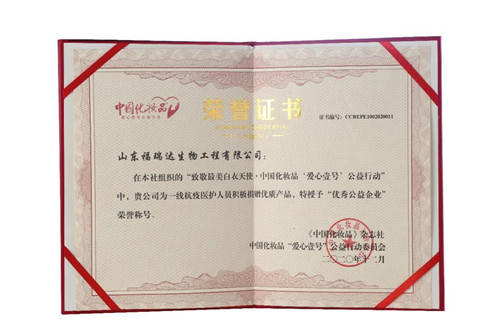 中国化妆品
荣誉证书
证书编号：CCBEPE1002020011
山东福瑞达生物工程有限公司：
在本社组织的“致敬最美白衣天使·中国化妆品‘爱心壹号’公益行动”
中，贵公司为一线抗疫医护人员积极捐赠优质产品，特授予“优秀公益企业”
荣誉称号。
《中国化妆品》杂志社
中国化妆品“爱心壹号”公益行动委员会
二〇二〇年十二月